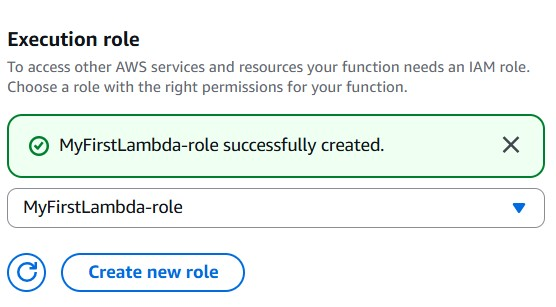 Execution role
To access other AWS services and resources your function needs an IAM role.
Choose a role with the right permissions for your function.
MyFirstLambda-role successfully created.
MyFirstLambda-role
Create new role